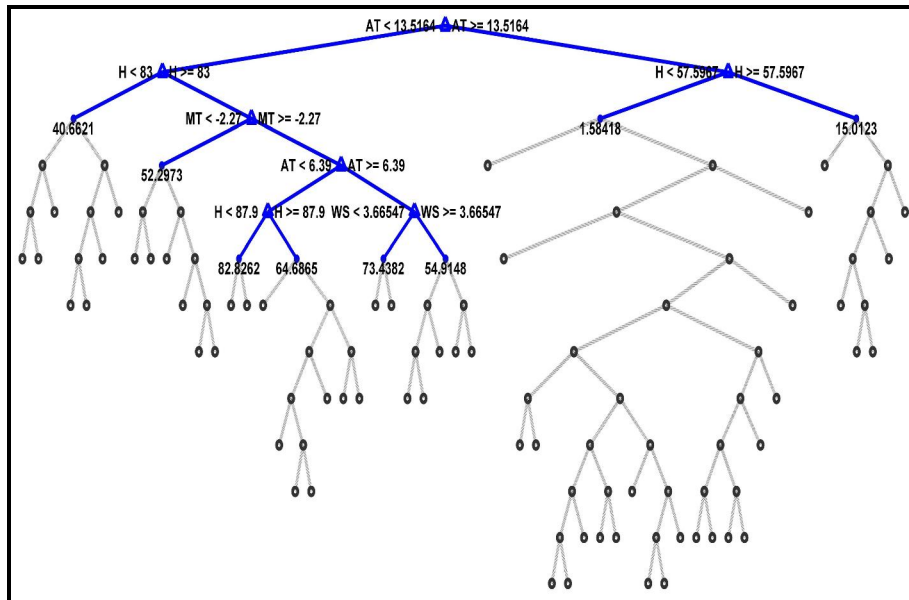 AT < 13.5164 AT >= 13.5164
H < 83 H >= 83 H < 57.5967 H >= 57.5967
40.6621 MT < -2.27 MT >= -2.27 1.58418 15.0123
52.2973 AT < 6.39 AT >= 6.39
H < 87.9 H >= 87.9 WS < 3.66547 WS >= 3.66547
82.8262 64.6865 73.4382 54.9148